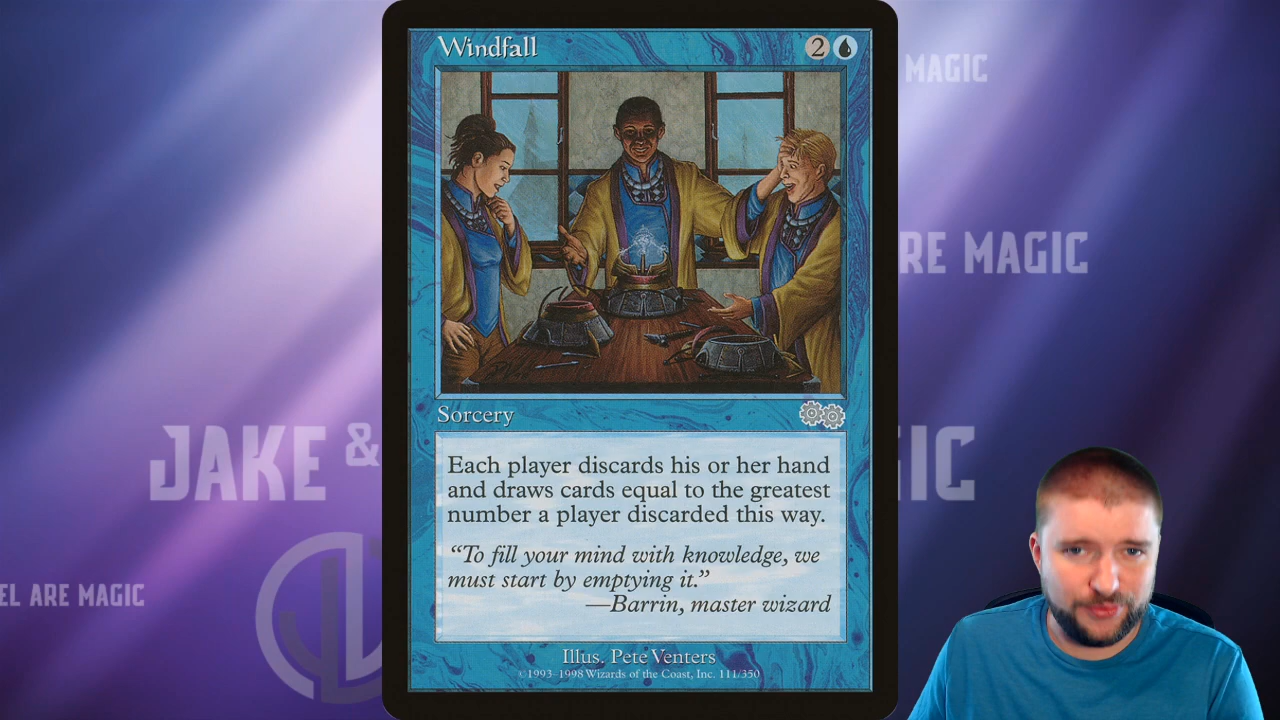 Windfall
2
MAGIC
RE MAGIC
JAKE &
GIC
EL ARE MAGIC
Sorcery
Each player discards his or her hand
and draws cards equal to the greatest
number a player discarded this way.
“To fill your mind with knowledge, we
must start by emptying it.”
—Barrin, master wizard
Illus. Pete Venters
©1993–1998 Wizards of the Coast, Inc. 111/350